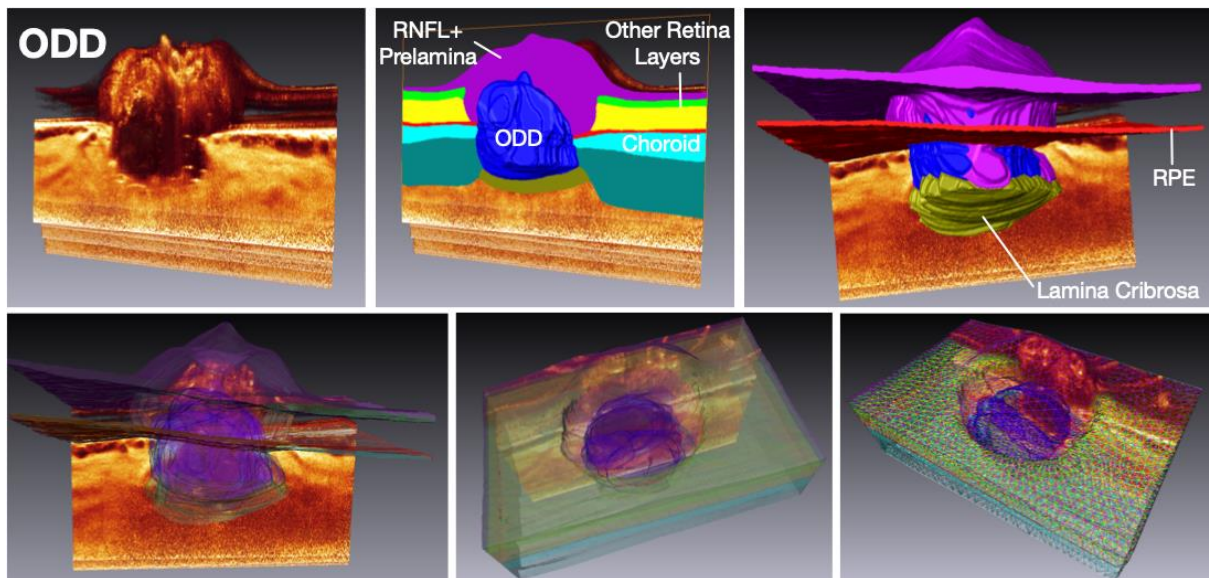 ODD
RNFL+
Prelamina
Other Retina
Layers
ODD
Choroid
RPE
Lamina Cribrosa